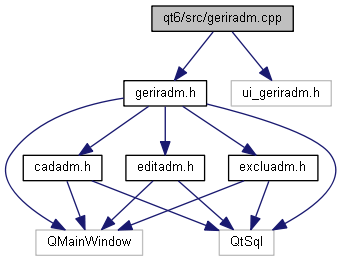 qt6/src/geriradm.cpp
geriradm.h
ui_geriradm.h
cadadm.h
editadm.h
excluadm.h
QMainWindow
QtSql